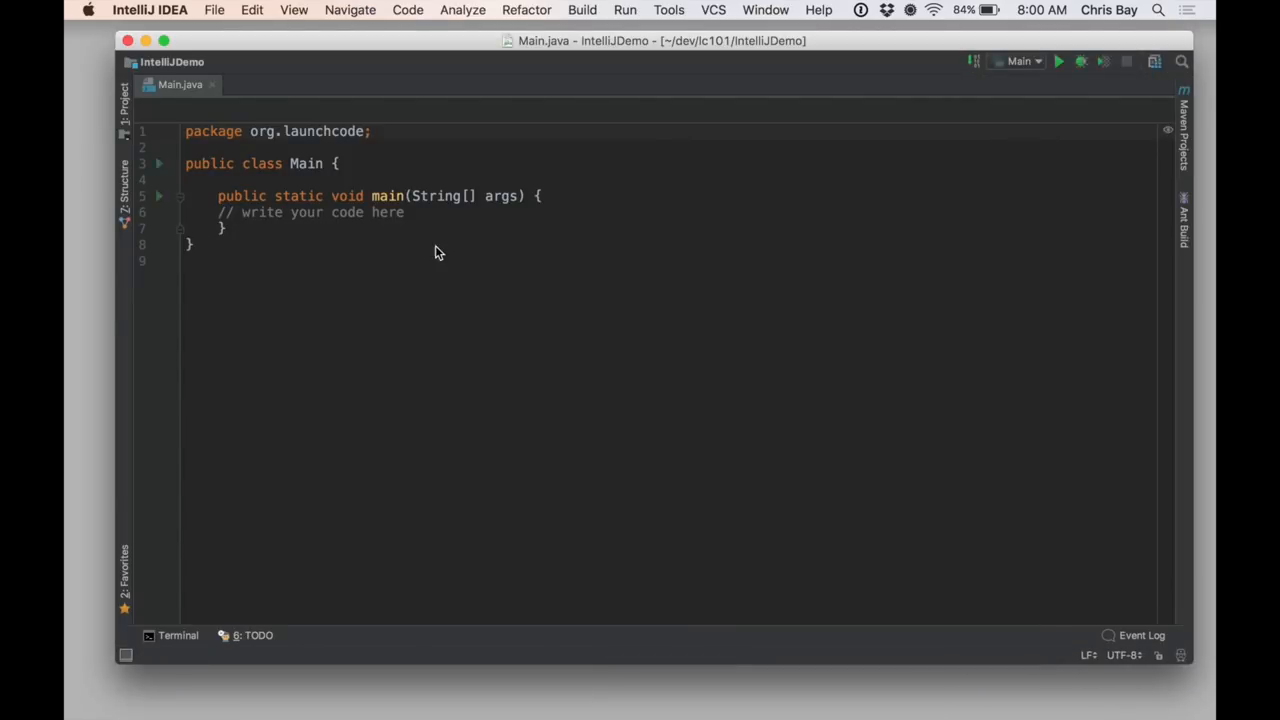 IntelliJ IDEA File Edit View Navigate Code Analyze Refactor Build Run Tools VCS Window Help 84% 8:00 AM Chris Bay
Main.java - IntelliJDemo - [~/dev/lc101/IntelliJDemo]
IntelliJDemo Main
Main.java
1: Project
Z: Structure
2: Favorites
1 package org.launchcode;
2
3 public class Main {
4
5 public static void main(String[] args) {
6 // write your code here
7 }
8 }
9
Maven Projects
Ant Build
Terminal 6: TODO Event Log
LF UTF-8